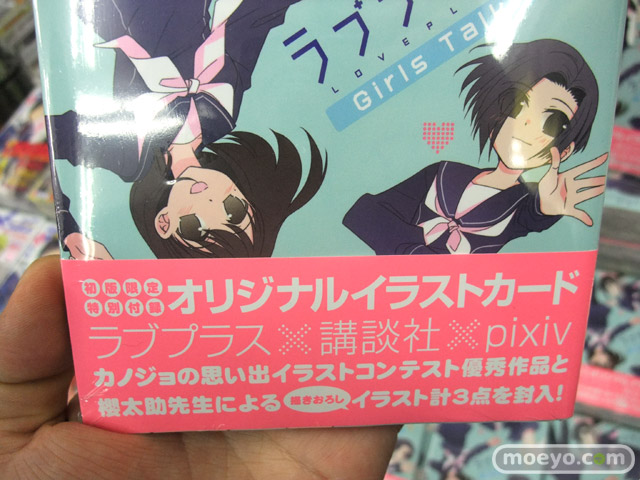 ラブプ
LOVEPL
Girls Tal
初版限定
特別付録
オリジナルイラストカード
ラブプラス×講談社×pixiv
カノジョの思い出イラストコンテスト優秀作品と
櫻太助先生による描きおろしイラスト計3点を封入!
moeyo.com